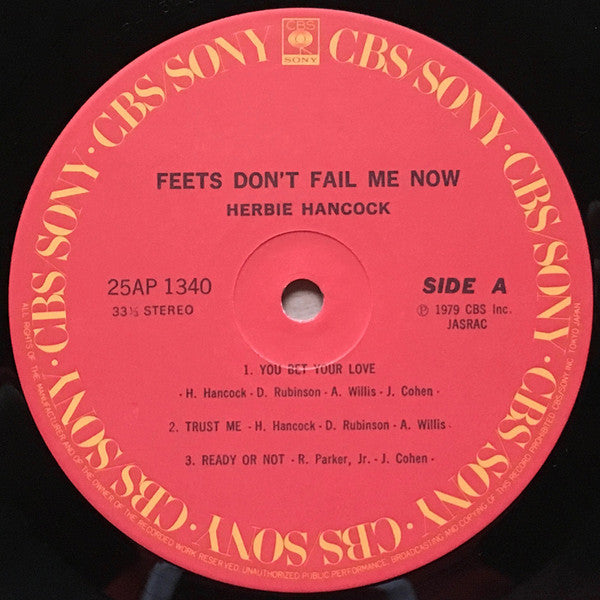 CBS
SONY
CBS/SONY · CBS/SONY · CBS/SONY · CBS/SONY · CBS/SONY · CBS/SONY · CBS/SONY · CBS/SONY
FEETS DON'T FAIL ME NOW
HERBIE HANCOCK
25AP 1340
33⅓ STEREO
SIDE A
℗ 1979 CBS Inc.
JASRAC
1. YOU BET YOUR LOVE
· H. Hancock · D. Rubinson · A. Willis · J. Cohen ·
2. TRUST ME · H. Hancock · D. Rubinson · A. Willis ·
3. READY OR NOT · R. Parker, Jr. · J. Cohen ·
ALL RIGHTS OF THE MANUFACTURER AND OF THE OWNER OF THE RECORDED WORK RESERVED. UNAUTHORIZED PUBLIC PERFORMANCE, BROADCASTING AND COPYING OF THIS RECORD PROHIBITED. CBS/SONY INC. TOKYO JAPAN